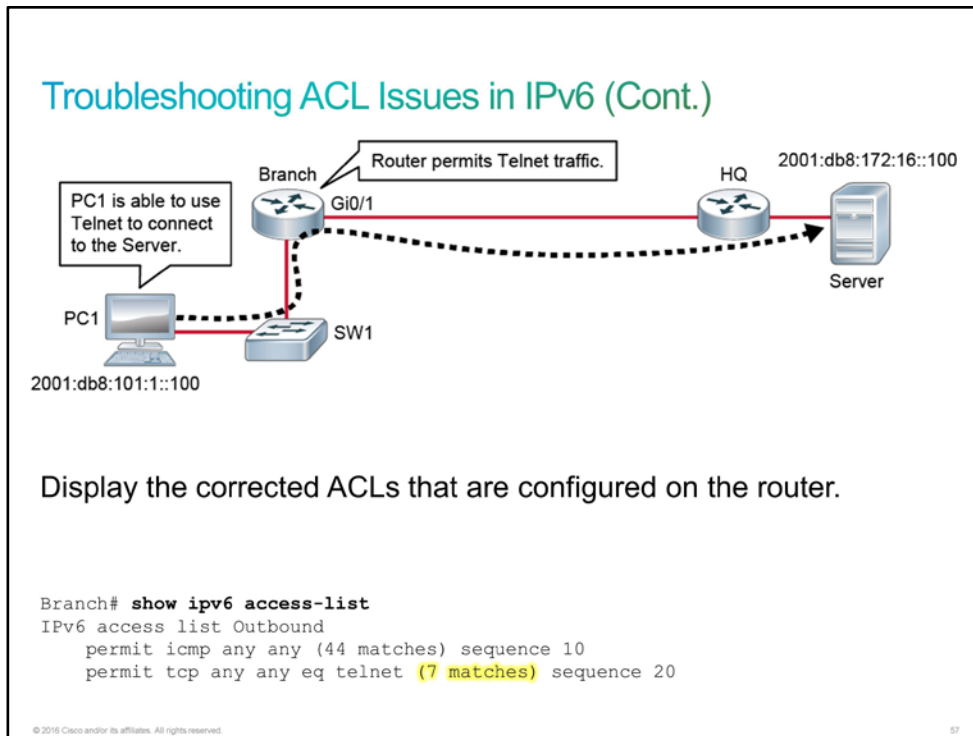 Troubleshooting ACL Issues in IPv6 (Cont.)
Router permits Telnet traffic.
2001:db8:172:16::100
Branch
HQ
PC1 is able to use
Telnet to connect
to the Server.
Gi0/1
Server
PC1
SW1
2001:db8:101:1::100
Display the corrected ACLs that are configured on the router.
Branch# show ipv6 access-list
IPv6 access list Outbound
    permit icmp any any (44 matches) sequence 10
    permit tcp any any eq telnet (7 matches) sequence 20
© 2016 Cisco and/or its affiliates. All rights reserved.
57